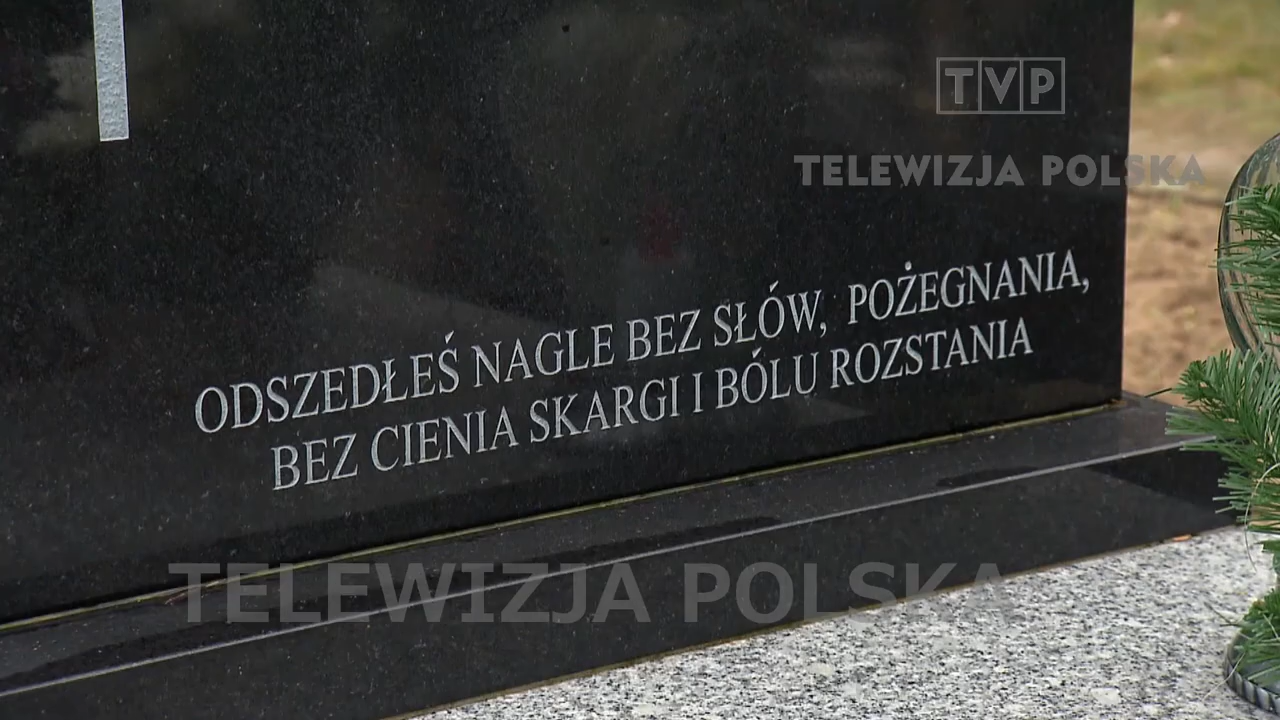 TVP
TELEWIZJA POLSKA
ODSZEDŁEŚ NAGLE BEZ SŁÓW, POŻEGNANIA,
BEZ CIENIA SKARGI I BÓLU ROZSTANIA
TELEWIZJA POLSKA